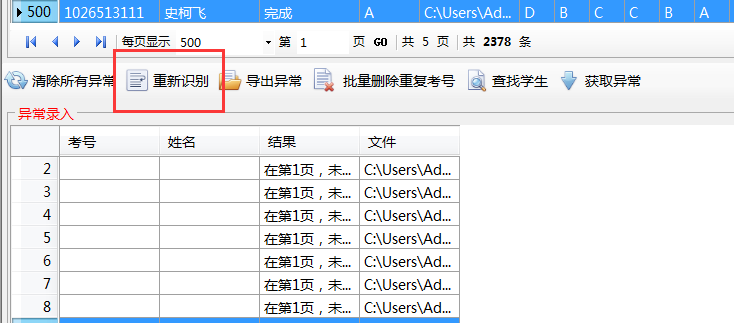 500 1026513111 史柯飞 完成 A C:\Users\Ad... D B C C B A
每页显示 500 第 1 页 GO 共 5 页 共 2378 条
清除所有异常 重新识别 导出异常 批量删除重复考号 查找学生 获取异常
异常录入
考号 姓名 结果 文件
2 在第1页，未... C:\Users\Ad...
3 在第1页，未... C:\Users\Ad...
4 在第1页，未... C:\Users\Ad...
5 在第1页，未... C:\Users\Ad...
6 在第1页，未... C:\Users\Ad...
7 在第1页，未... C:\Users\Ad...
8 在第1页，未... C:\Users\Ad...